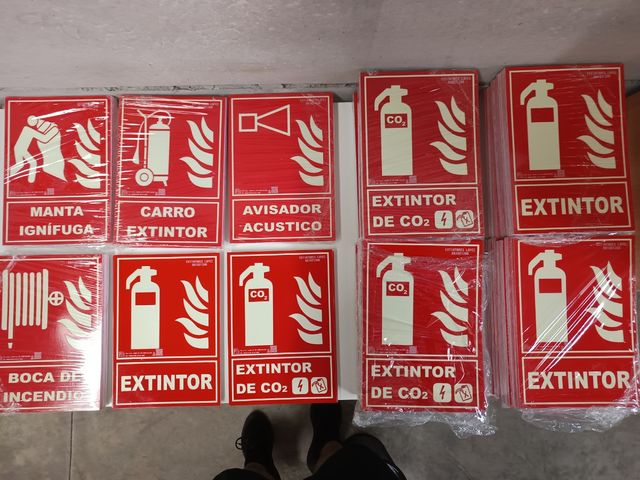 MANTA
IGNÍFUGA
CARRO
EXTINTOR
AVISADOR
ACUSTICO
CO₂
EXTINTOR
DE CO₂
EXTINTOR
BOCA DE
INCENDIO
EXTINTOR
CO₂
EXTINTOR
DE CO₂
CO₂
EXTINTOR
DE CO₂
EXTINTOR